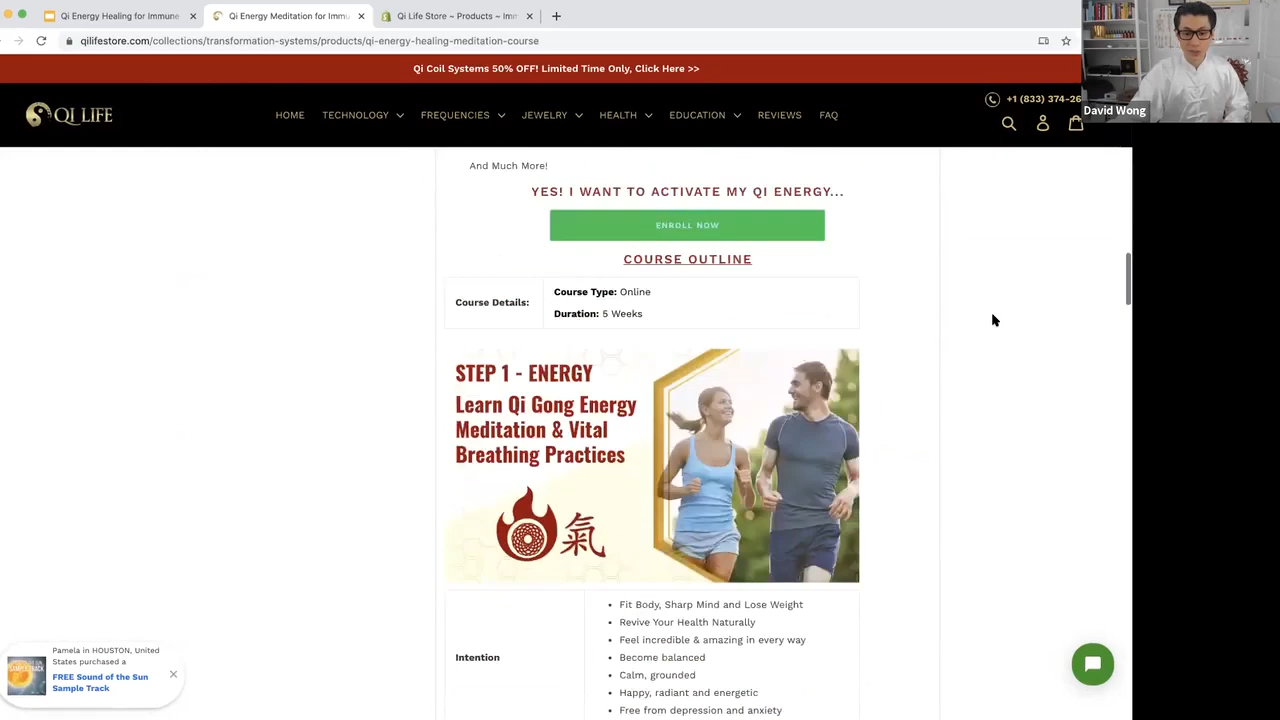 Qi Energy Healing for Immune
Qi Energy Meditation for Immu
Qi Life Store ~ Products ~ Imm
qilifestore.com/collections/transformation-systems/products/qi-energy-healing-meditation-course
Qi Coil Systems 50% OFF! Limited Time Only, Click Here >>
David Wong
QI LIFE
HOME TECHNOLOGY FREQUENCIES JEWELRY HEALTH EDUCATION REVIEWS FAQ
+1 (833) 374-26
And Much More!
YES! I WANT TO ACTIVATE MY QI ENERGY...
ENROLL NOW
COURSE OUTLINE
Course Details:
Course Type: Online
Duration: 5 Weeks
STEP 1 - ENERGY
Learn Qi Gong Energy
Meditation & Vital
Breathing Practices
氣
Intention
• Fit Body, Sharp Mind and Lose Weight
• Revive Your Health Naturally
• Feel incredible & amazing in every way
• Become balanced
• Calm, grounded
• Happy, radiant and energetic
• Free from depression and anxiety
Pamela in HOUSTON, United
States purchased a
FREE Sound of the Sun
Sample Track